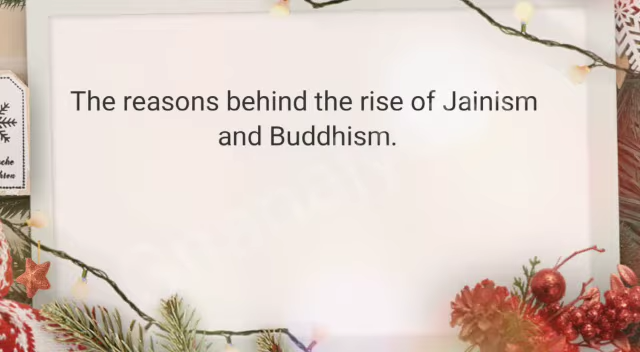 The reasons behind the rise of Jainism
and Buddhism.